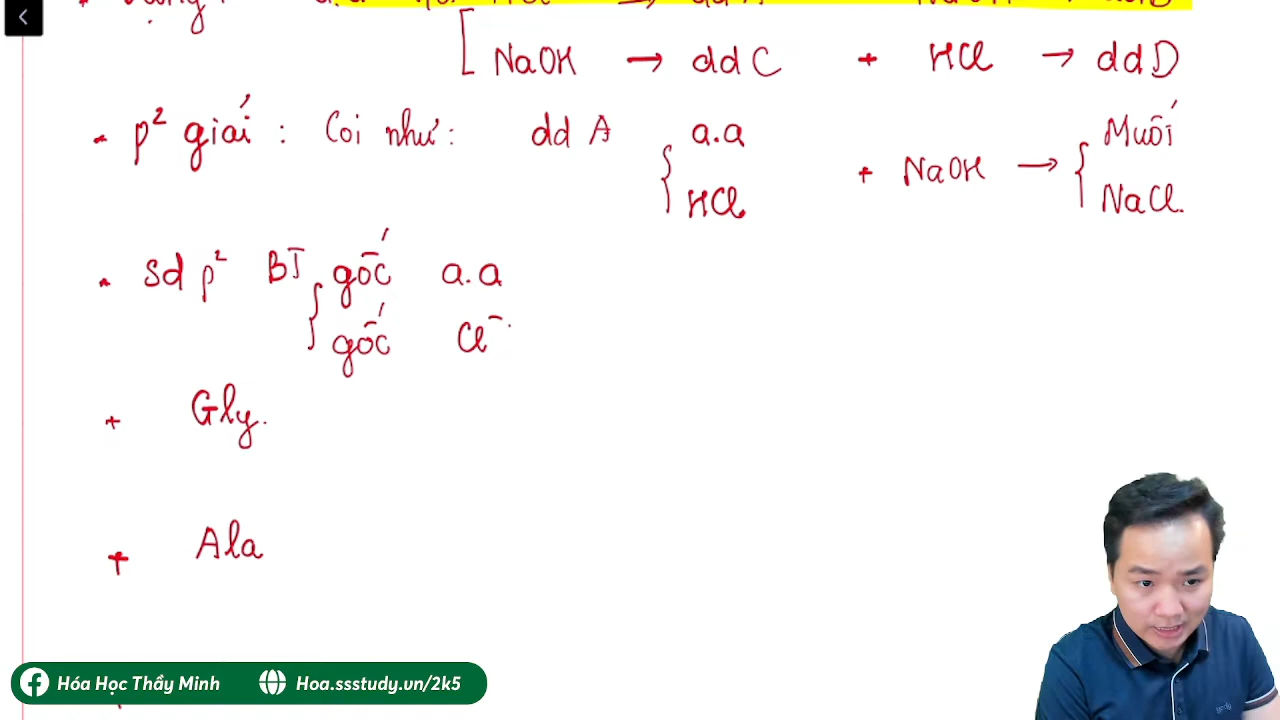 NaOH → dd C + HCl → dd D
- p² giải : Coi như : dd A { a.a + NaOH → { Muối
HCl NaCl.
- Sd p² BT { gốc a.a
gốc Cl⁻
+ Gly.
+ Ala
Hóa Học Thầy Minh Hoa.ssstudy.vn/2k5